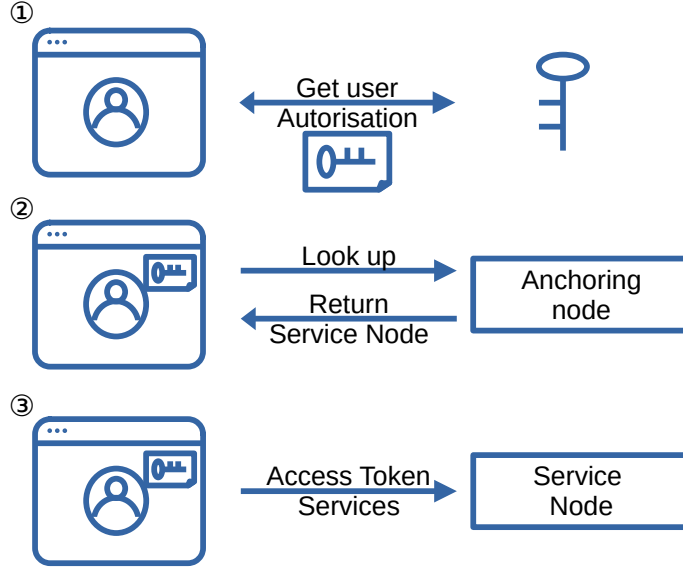 ①
Get user
Autorisation
②
Look up
Return
Service Node
Anchoring
node
③
Access Token
Services
Service
Node